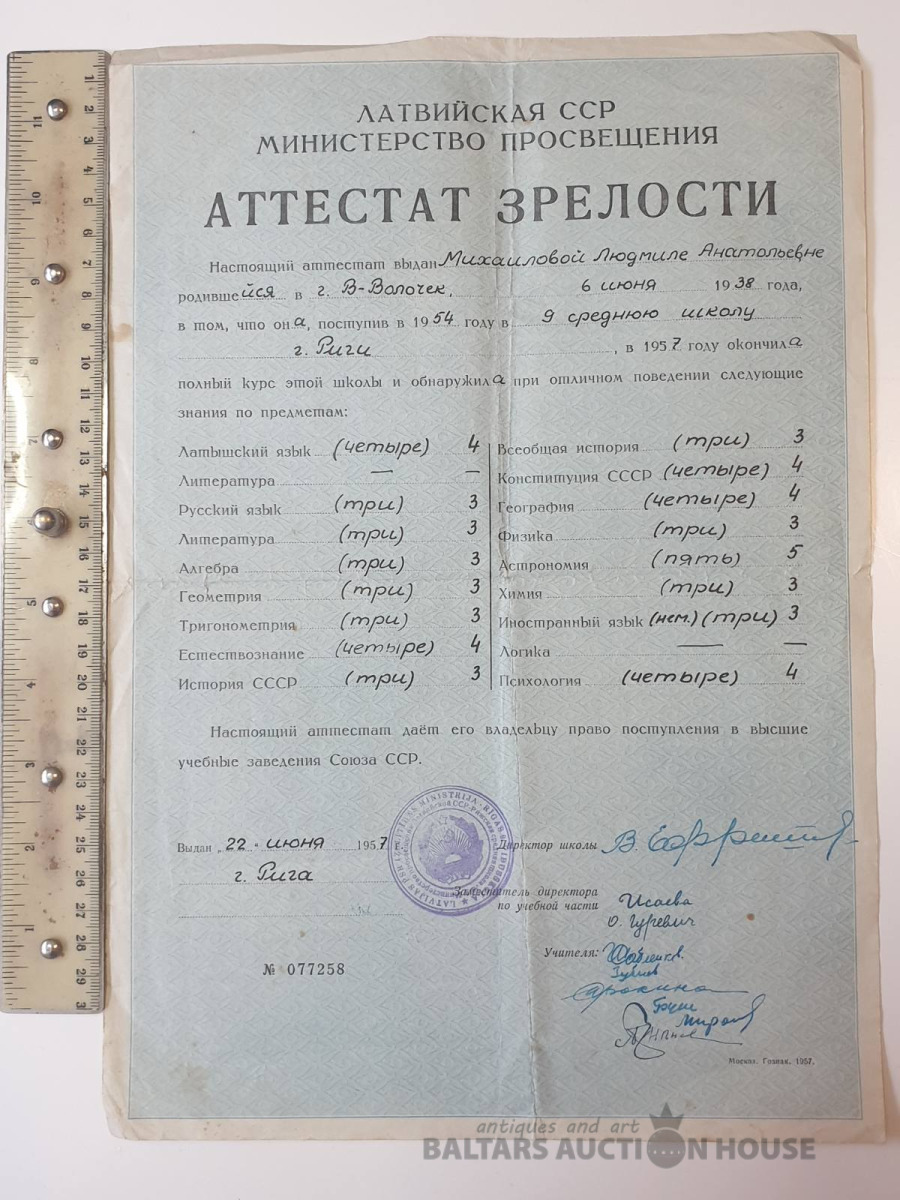 ЛАТВИЙСКАЯ ССР
МИНИСТЕРСТВО ПРОСВЕЩЕНИЯ
АТТЕСТАТ ЗРЕЛОСТИ
Настоящий аттестат выдан Михайловой Людмиле Анатольевне
родившейся в г. В-Волочек, 6 июня 1938 года,
в том, что она, поступив в 1954 году в 9 среднюю школу
г. Риги, в 1957 году окончила
полный курс этой школы и обнаружила при отличном поведении следующие
знания по предметам:
Латышский язык (четыре) 4
Литература — —
Русский язык (три) 3
Литература (три) 3
Алгебра (три) 3
Геометрия (три) 3
Тригонометрия (три) 3
Естествознание (четыре) 4
История СССР (три) 3
Всеобщая история (три) 3
Конституция СССР (четыре) 4
География (четыре) 4
Физика (три) 3
Астрономия (пять) 5
Химия (три) 3
Иностранный язык (нем.) (три) 3
Логика — —
Психология (четыре) 4
Настоящий аттестат даёт его владельцу право поступления в высшие
учебные заведения Союза ССР.
Выдан „22" июня 1957 г.
г. Рига
№ 077258
Директор школы
Заместитель директора
по учебной части Исаева
О. Гуревич
Учителя:
Сорокина
Миронов
Москва. Гознак. 1957.
antiques and art
BALTARS AUCTION HOUSE